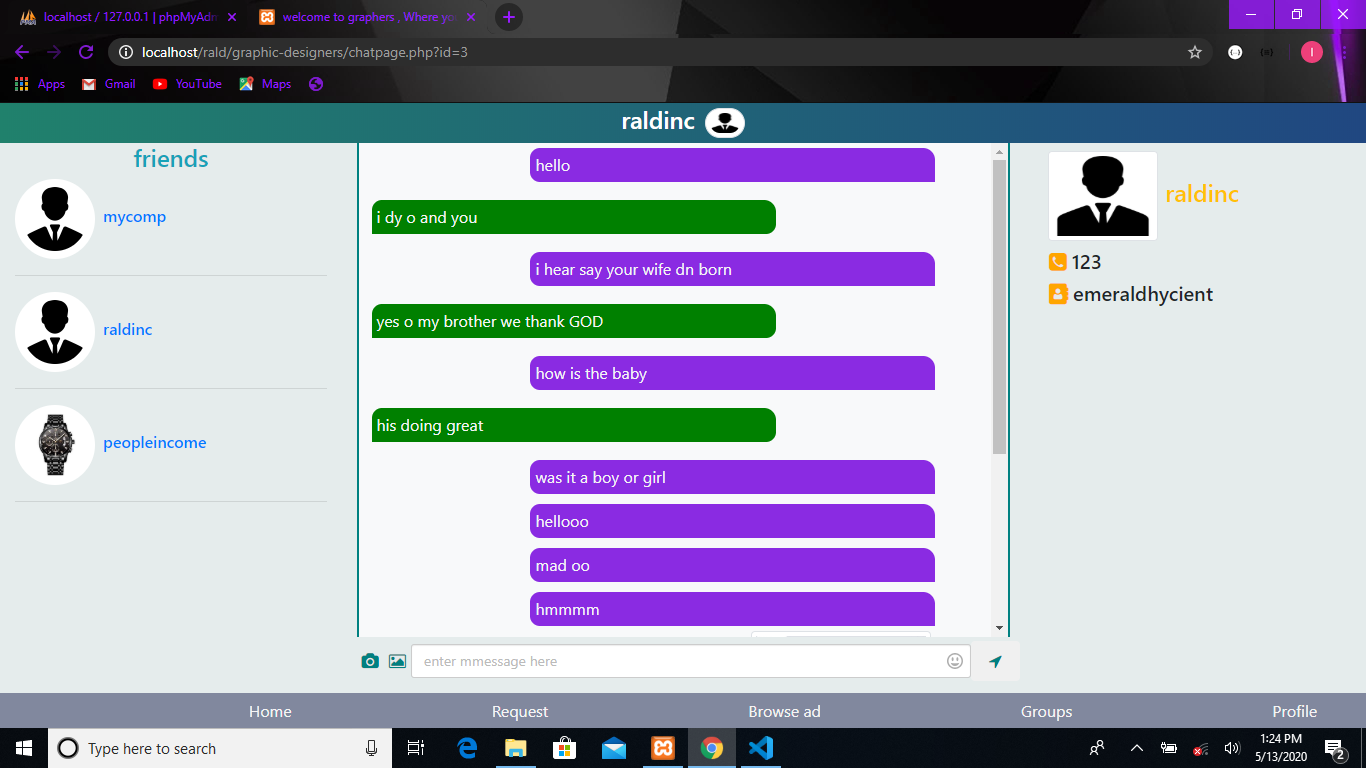 localhost / 127.0.0.1 | phpMyAdm
welcome to graphers , Where yo
localhost/rald/graphic-designers/chatpage.php?id=3
I
Apps
Gmail
YouTube
Maps
raldinc
friends
mycomp
raldinc
peopleincome
hello
i dy o and you
i hear say your wife dn born
yes o my brother we thank GOD
how is the baby
his doing great
was it a boy or girl
hellooo
mad oo
hmmmm
enter mmessage here
raldinc
123
emeraldhycient
Home
Request
Browse ad
Groups
Profile
Type here to search
1:24 PM
5/13/2020
2